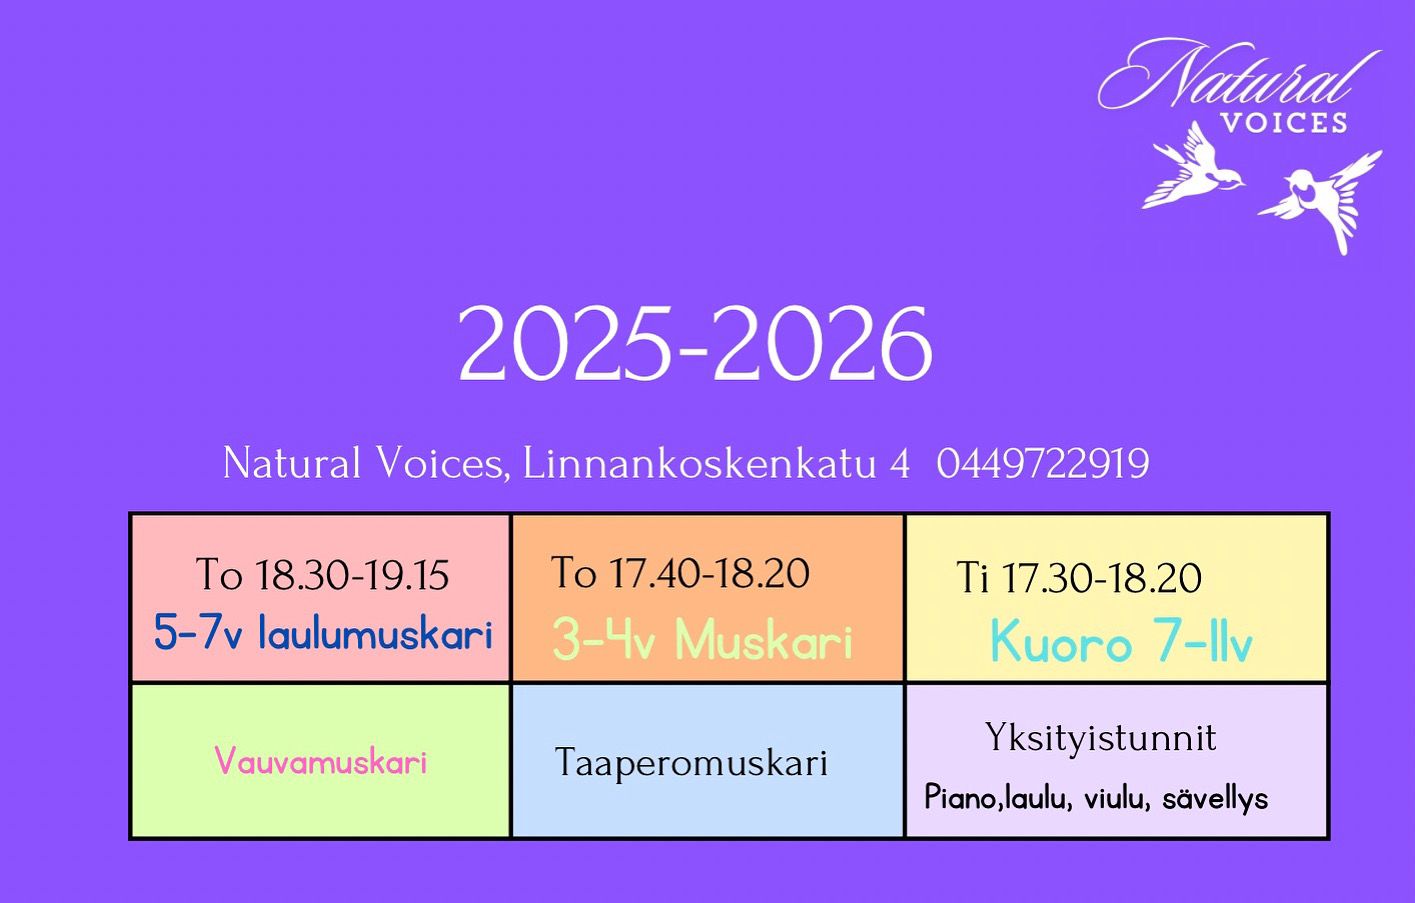 Natural
VOICES
2025-2026
Natural Voices, Linnankoskenkatu 4 0449722919
To 18.30-19.15
5-7v laulumuskari
To 17.40-18.20
3-4v Muskari
Ti 17.30-18.20
Kuoro 7-11v
Vauvamuskari
Taaperomuskari
Yksityistunnit
Piano,laulu, viulu, sävellys